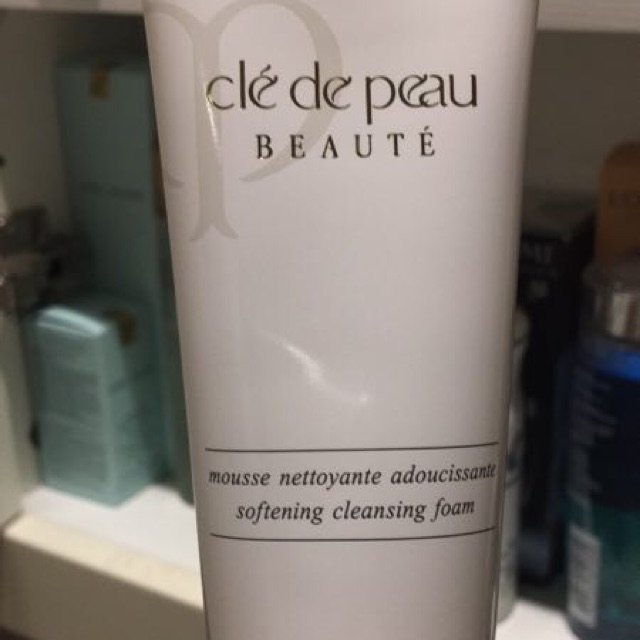 clé de peau
BEAUTÉ
mousse nettoyante adoucissante
softening cleansing foam